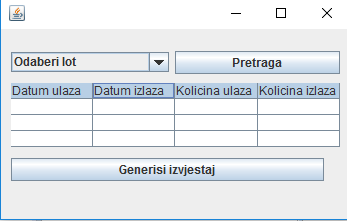 Odaberi lot
Pretraga
Datum ulaza Datum izlaza Kolicina ulaza Kolicina izlaza
Generisi izvjestaj